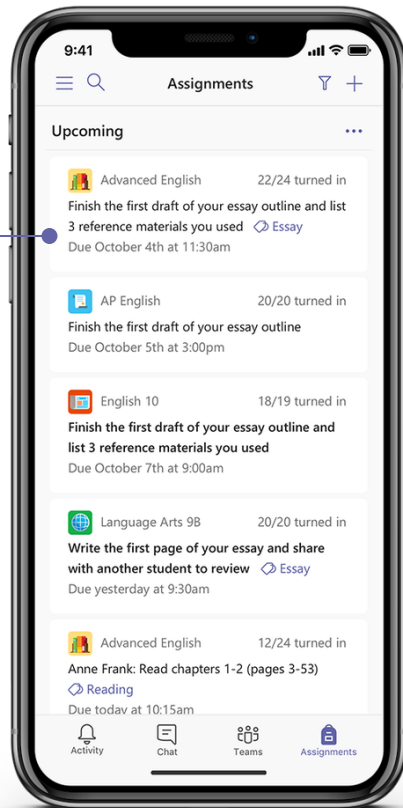 9:41
Assignments
Upcoming
Advanced English 22/24 turned in
Finish the first draft of your essay outline and list
3 reference materials you used Essay
Due October 4th at 11:30am
AP English 20/20 turned in
Finish the first draft of your essay outline
Due October 5th at 3:00pm
English 10 18/19 turned in
Finish the first draft of your essay outline and
list 3 reference materials you used
Due October 7th at 9:00am
Language Arts 9B 20/20 turned in
Write the first page of your essay and share
with another student to review Essay
Due yesterday at 9:30am
Advanced English 12/24 turned in
Anne Frank: Read chapters 1-2 (pages 3-53)
Reading
Due today at 10:15am
Activity Chat Teams Assignments